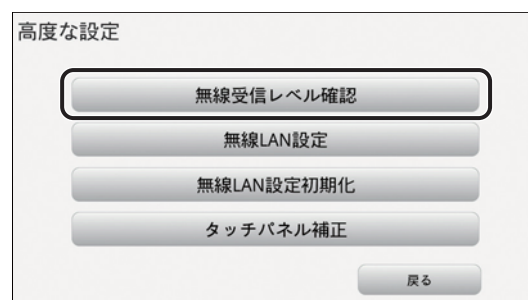 高度な設定
無線受信レベル確認
無線LAN設定
無線LAN設定初期化
タッチパネル補正
戻る